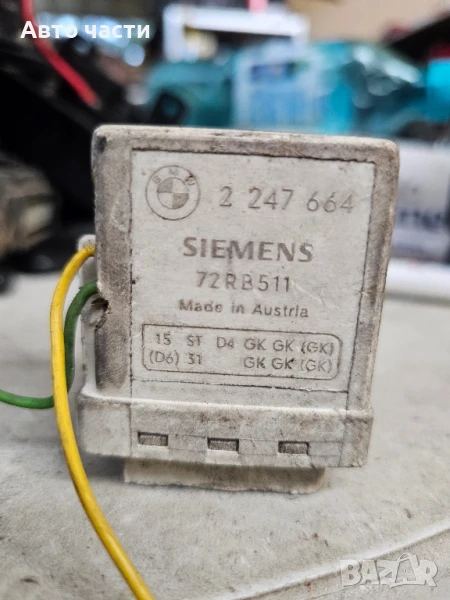 Авто части
BMW
2 247 664
SIEMENS
72RB511
Made in Austria
15 ST D4 GK GK (GK)
(D6) 31 GK GK (GK)
bazar